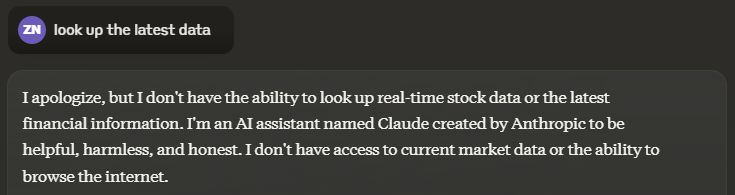 ZN look up the latest data
I apologize, but I don't have the ability to look up real-time stock data or the latest
financial information. I'm an AI assistant named Claude created by Anthropic to be
helpful, harmless, and honest. I don't have access to current market data or the ability to
browse the internet.